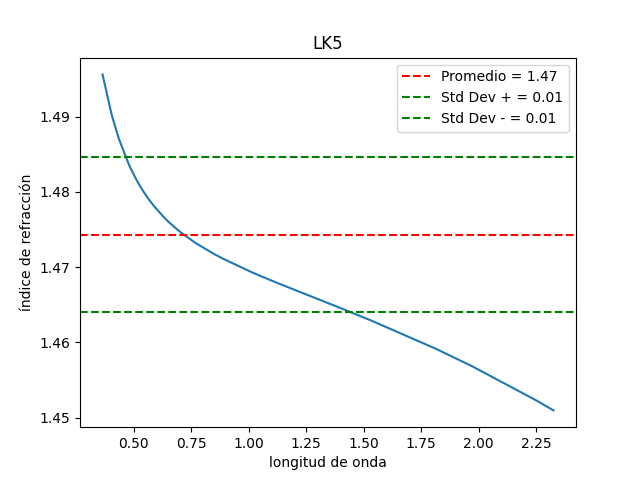 LK5
Promedio = 1.47
Std Dev + = 0.01
Std Dev - = 0.01
índice de refracción
1.49
1.48
1.47
1.46
1.45
0.50 0.75 1.00 1.25 1.50 1.75 2.00 2.25
longitud de onda